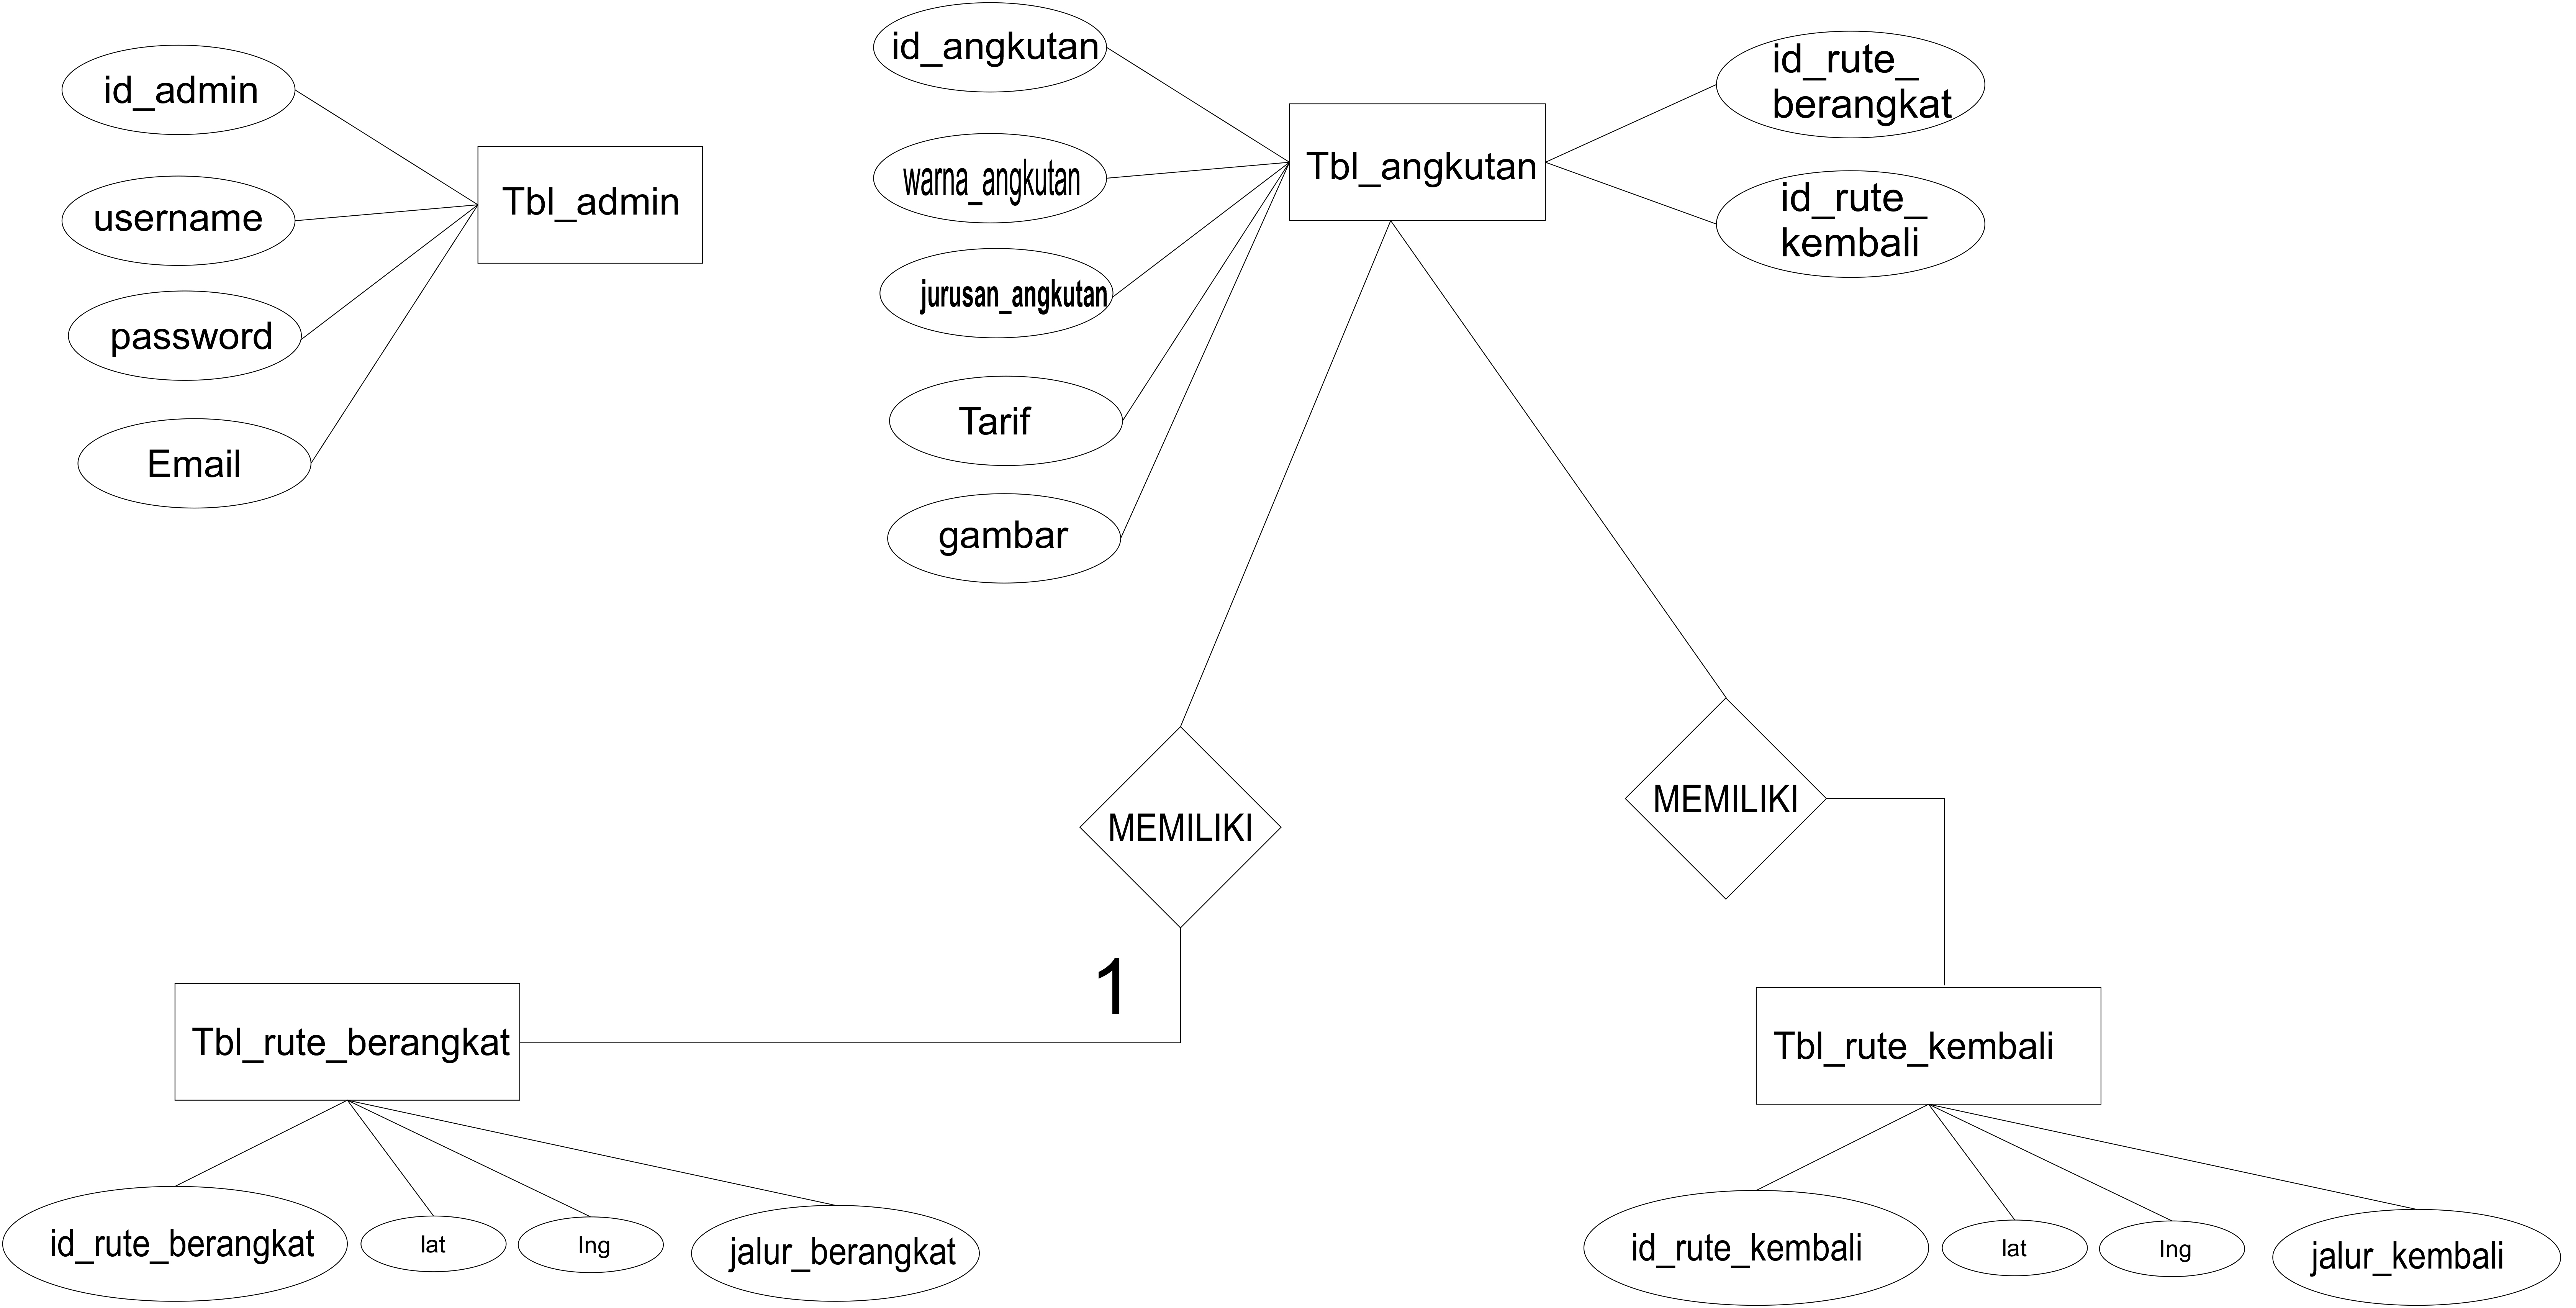 id_admin
username
password
Email
Tbl_admin
id_angkutan
warna_angkutan
jurusan_angkutan
Tarif
gambar
Tbl_angkutan
id_rute_
berangkat
id_rute_
kembali
MEMILIKI
MEMILIKI
1
Tbl_rute_berangkat
id_rute_berangkat
lat
lng
jalur_berangkat
Tbl_rute_kembali
id_rute_kembali
lat
lng
jalur_kembali